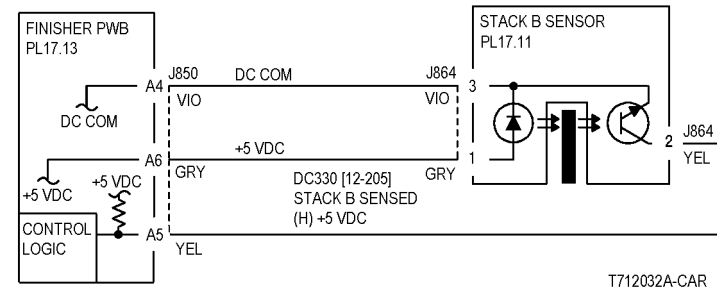 FINISHER PWB
PL17.13
STACK B SENSOR
PL17.11
A4
J850
DC COM
J864
3
VIO
VIO
DC COM
2
J864
YEL
A6
+5 VDC
1
GRY
GRY
+5 VDC
+5 VDC
DC330 [12-205]
STACK B SENSED
(H) +5 VDC
CONTROL
LOGIC
A5
YEL
T712032A-CAR